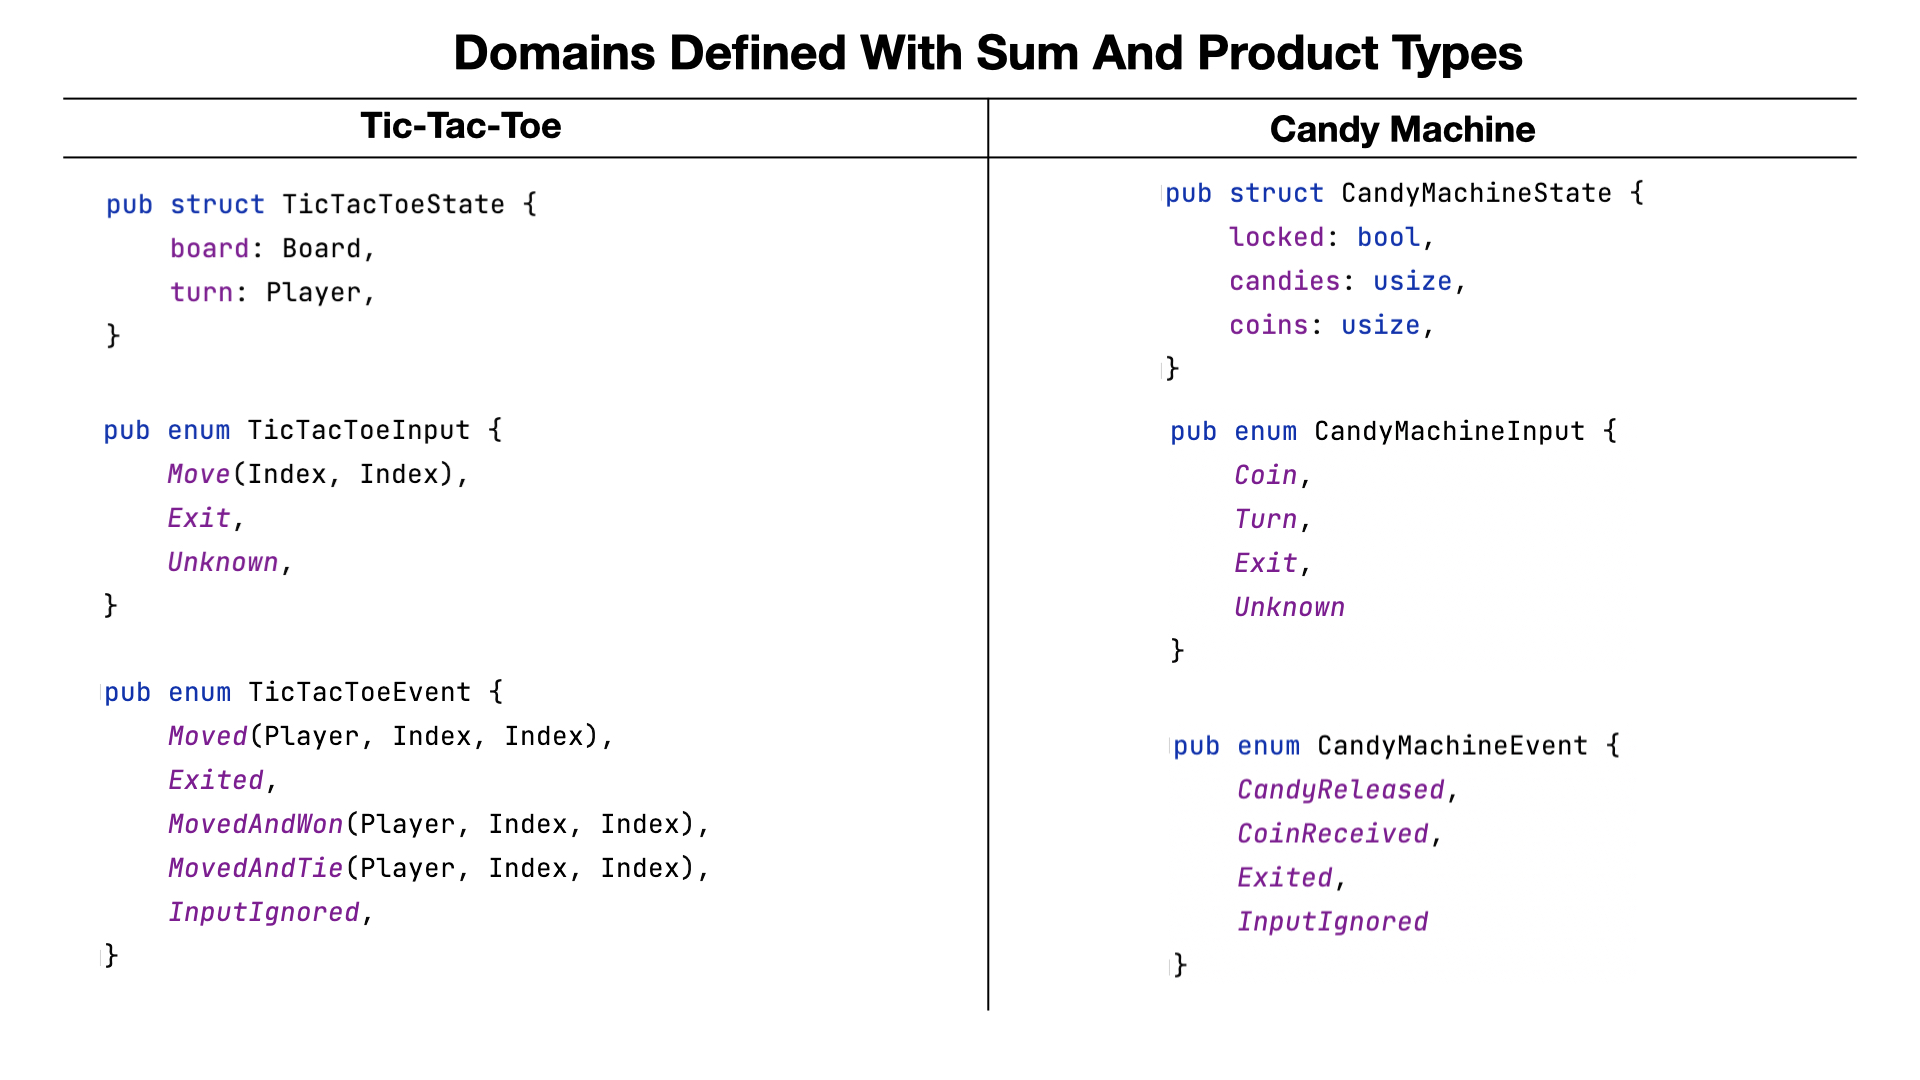 Domains Defined With Sum And Product Types
Tic-Tac-Toe
pub struct TicTacToeState {
    board: Board,
    turn: Player,
}
pub enum TicTacToeInput {
    Move(Index, Index),
    Exit,
    Unknown,
}
pub enum TicTacToeEvent {
    Moved(Player, Index, Index),
    Exited,
    MovedAndWon(Player, Index, Index),
    MovedAndTie(Player, Index, Index),
    InputIgnored,
}
Candy Machine
pub struct CandyMachineState {
    locked: bool,
    candies: usize,
    coins: usize,
}
pub enum CandyMachineInput {
    Coin,
    Turn,
    Exit,
    Unknown
}
pub enum CandyMachineEvent {
    CandyReleased,
    CoinReceived,
    Exited,
    InputIgnored
}